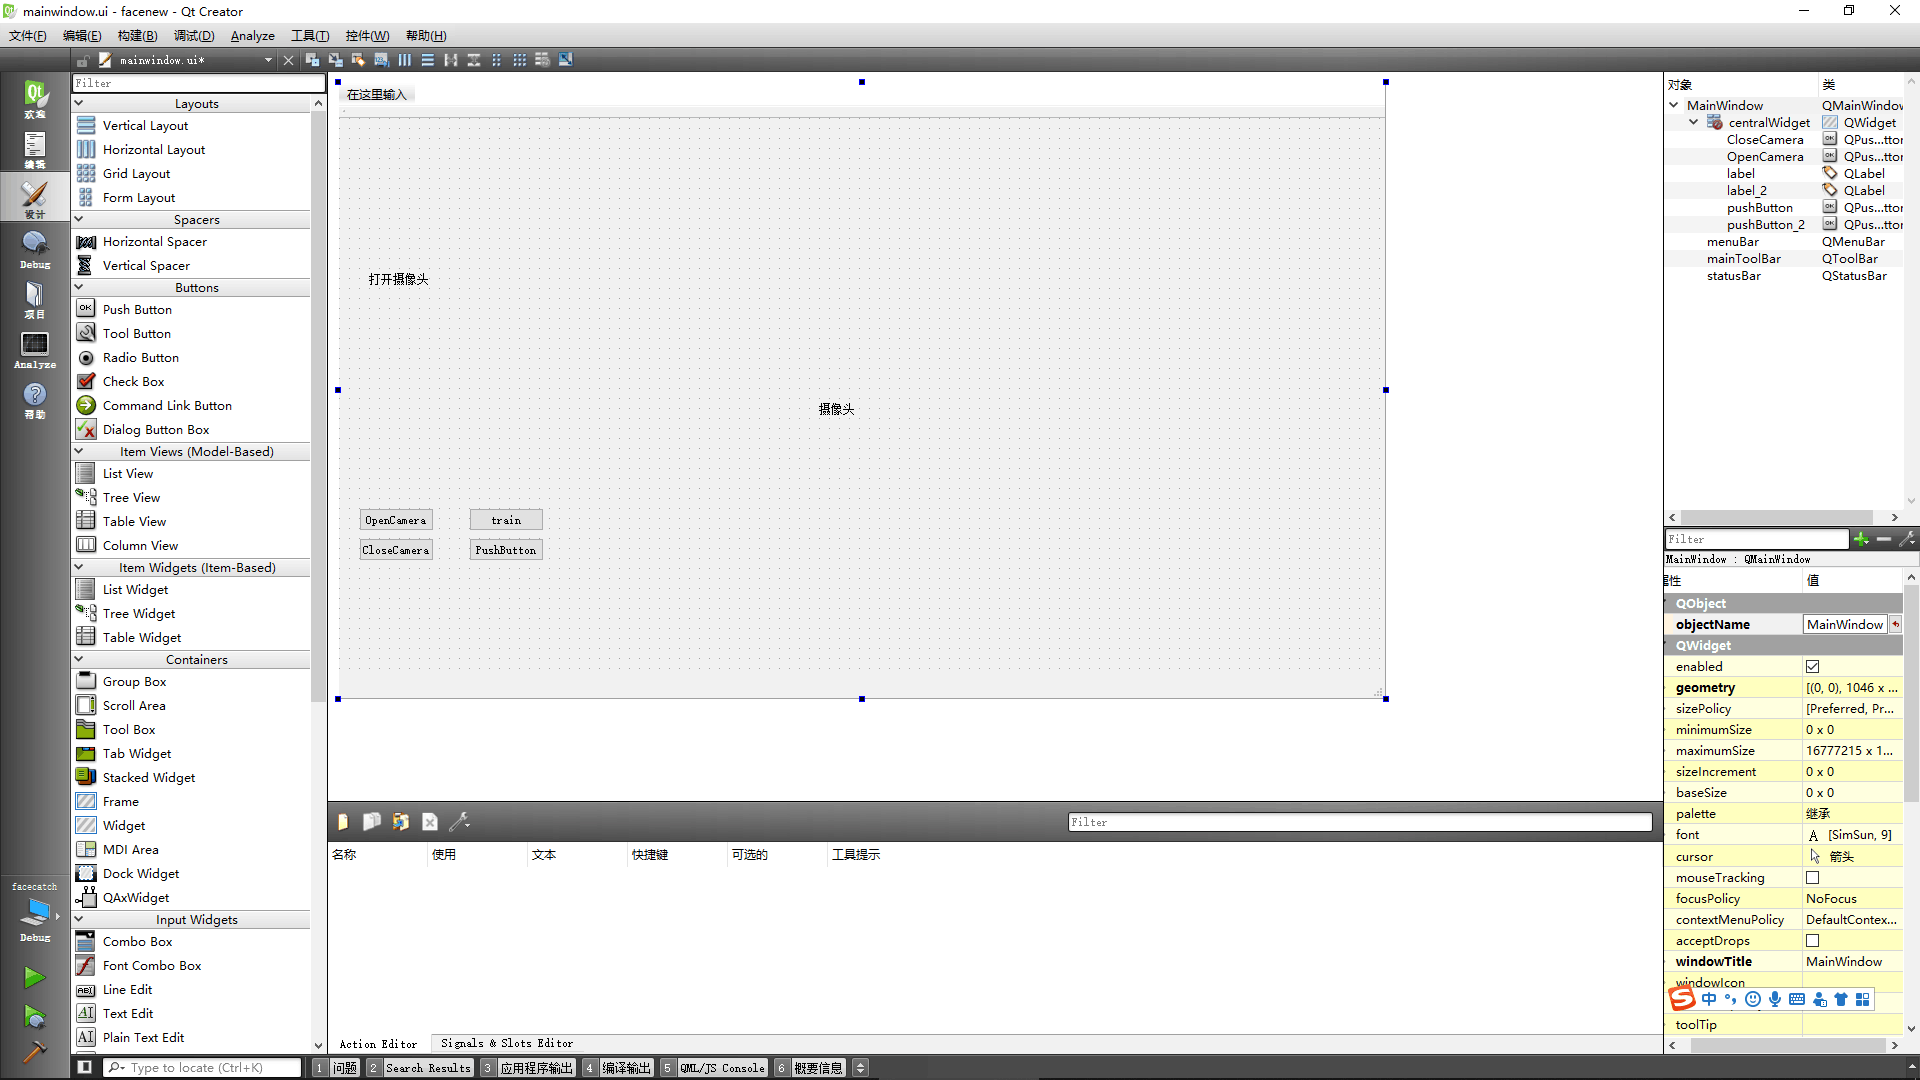 mainwindow.ui - facenew - Qt Creator
文件(F) 编辑(E) 构建(B) 调试(D) Analyze 工具(T) 控件(W) 帮助(H)
mainwindow.ui*
欢迎
编辑
设计
Debug
项目
Analyze
帮助
facecatch
Debug
Filter
Layouts
Vertical Layout
Horizontal Layout
Grid Layout
Form Layout
Spacers
Horizontal Spacer
Vertical Spacer
Buttons
Push Button
Tool Button
Radio Button
Check Box
Command Link Button
Dialog Button Box
Item Views (Model-Based)
List View
Tree View
Table View
Column View
Item Widgets (Item-Based)
List Widget
Tree Widget
Table Widget
Containers
Group Box
Scroll Area
Tool Box
Tab Widget
Stacked Widget
Frame
Widget
MDI Area
Dock Widget
QAxWidget
Input Widgets
Combo Box
Font Combo Box
Line Edit
Text Edit
Plain Text Edit
在这里输入
打开摄像头
摄像头
OpenCamera train
CloseCamera PushButton
Filter
名称 使用 文本 快捷键 可选的 工具提示
Action Editor Signals & Slots Editor
对象 类
MainWindow QMainWindow
centralWidget QWidget
CloseCamera QPus...tton
OpenCamera QPus...tton
label QLabel
label_2 QLabel
pushButton QPus...tton
pushButton_2 QPus...tton
menuBar QMenuBar
mainToolBar QToolBar
statusBar QStatusBar
Filter
MainWindow : QMainWindow
属性 值
QObject
objectName MainWindow
QWidget
enabled
geometry [(0, 0), 1046 x ...
sizePolicy [Preferred, Pr...
minimumSize 0 x 0
maximumSize 16777215 x 1...
sizeIncrement 0 x 0
baseSize 0 x 0
palette 继承
font A [SimSun, 9]
cursor 箭头
mouseTracking
focusPolicy NoFocus
contextMenuPolicy DefaultContex...
acceptDrops
windowTitle MainWindow
windowIcon
中
toolTip
Type to locate (Ctrl+K) 1 问题 2 Search Results 3 应用程序输出 4 编译输出 5 QML/JS Console 6 概要信息